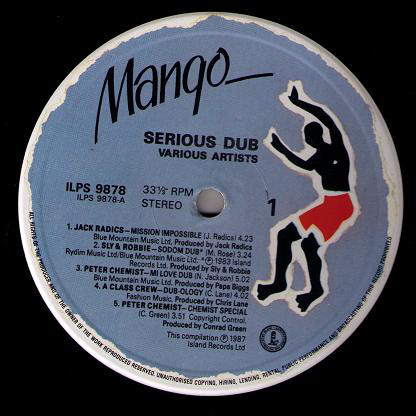 Mango
SERIOUS DUB
VARIOUS ARTISTS
ILPS 9878
ILPS 9878-A
33⅓ RPM
STEREO
1
1. JACK RADICS—MISSION IMPOSSIBLE (J. Radics) 4.23
Blue Mountain Music Ltd. Produced by Jack Radics
2. SLY & ROBBIE—SODOM DUB* (M. Rose) 3.24
Rydim Music Ltd/Blue Mountain Music Ltd. *℗ 1983 Island
Records Ltd. Produced by Sly & Robbie
3. PETER CHEMIST—MI LOVE DUB (N. Jackson) 5.02
Blue Mountain Music Ltd. Produced by Papa Biggs
4. A CLASS CREW—DUB-OLOGY (C. Lane) 4.02
Fashion Music. Produced by Chris Lane
5. PETER CHEMIST—CHEMIST SPECIAL
(C. Green) 3.51 Copyright Control.
Produced by Conrad Green
This compilation ℗ 1987
Island Records Ltd
ALL RIGHTS OF THE PRODUCER AND OF THE OWNER OF THE WORK REPRODUCED RESERVED. UNAUTHORISED COPYING, HIRING, LENDING, RENTAL, PUBLIC PERFORMANCE AND BROADCASTING OF THIS RECORD PROHIBITED.